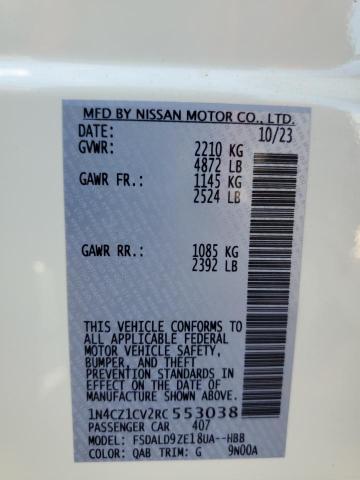 MFD BY NISSAN MOTOR CO., LTD.
DATE: 10/23
GVWR: 2210 KG
4872 LB
GAWR FR.: 1145 KG
2524 LB
GAWR RR.: 1085 KG
2392 LB
THIS VEHICLE CONFORMS TO
ALL APPLICABLE FEDERAL
MOTOR VEHICLE SAFETY,
BUMPER, AND THEFT
PREVENTION STANDARDS IN
EFFECT ON THE DATE OF
MANUFACTURE SHOWN ABOVE.
1N4CZ1CV2RC553038
PASSENGER CAR 407
MODEL: FSDALD9ZE18UA--HBB
COLOR: QAB TRIM: G 9N00A